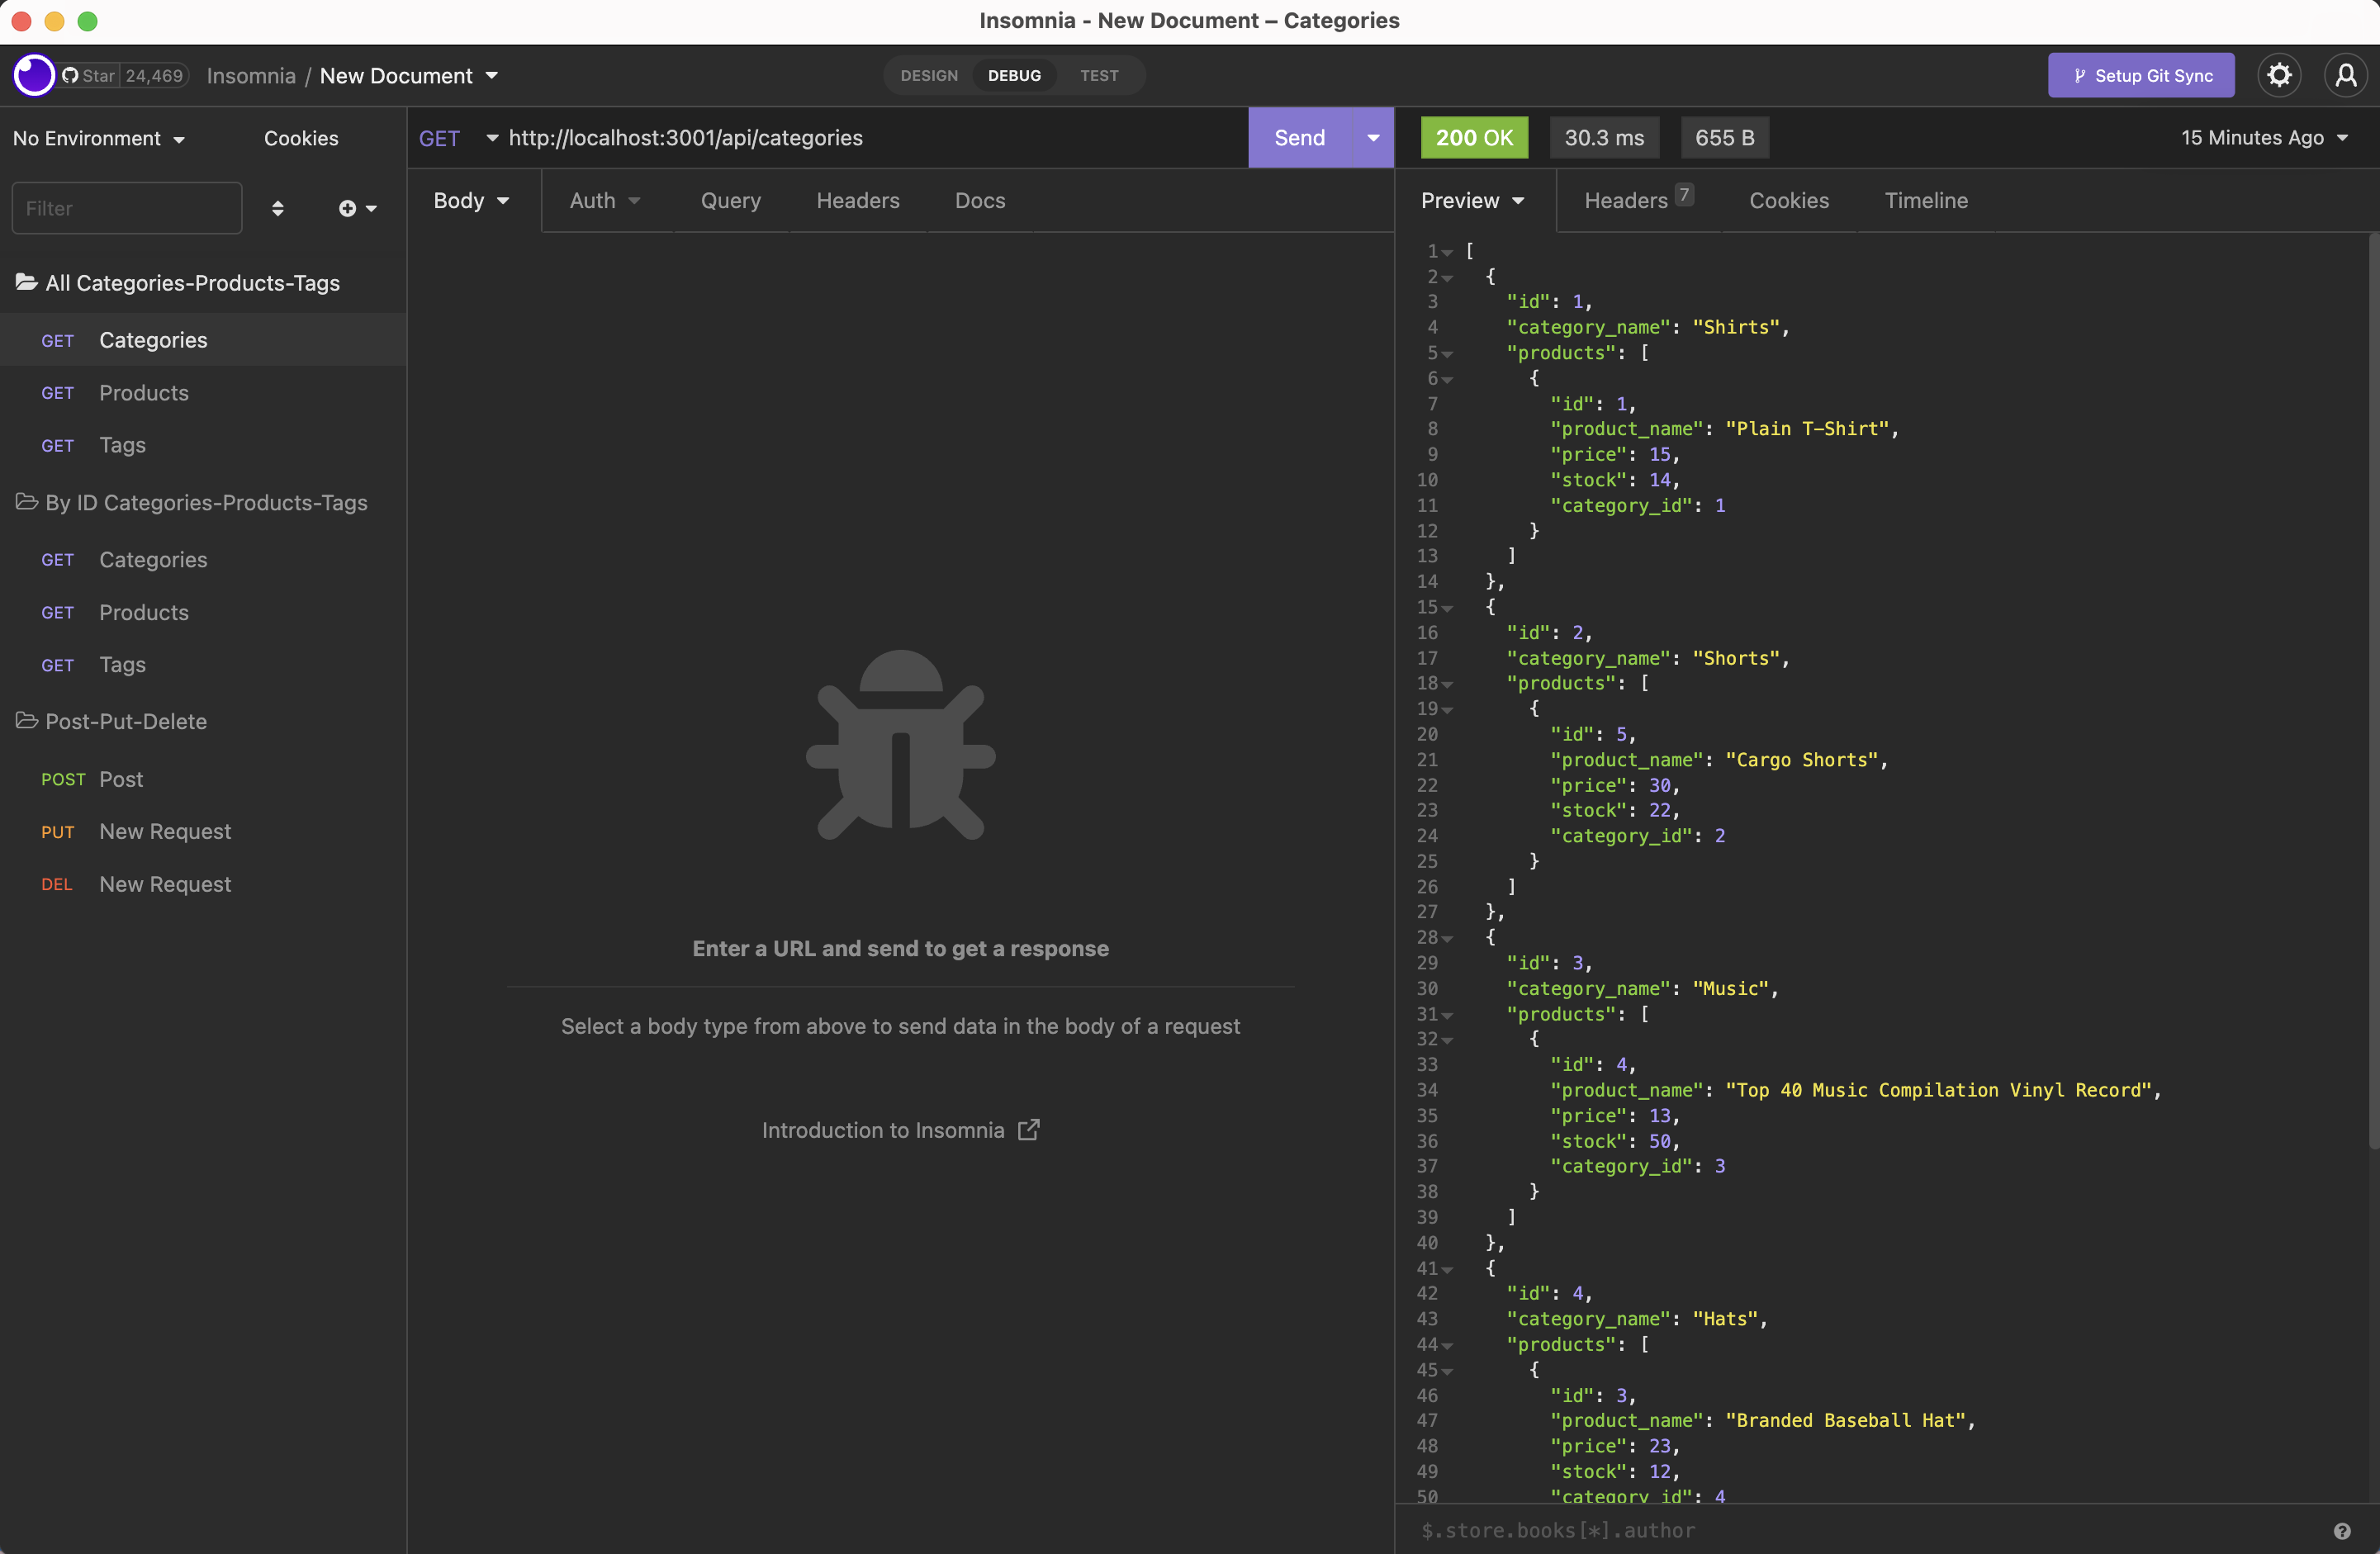 Insomnia - New Document – Categories
Star 24,469
Insomnia / New Document
DESIGN DEBUG TEST
Setup Git Sync
No Environment
Cookies
Filter
All Categories-Products-Tags
GET Categories
GET Products
GET Tags
By ID Categories-Products-Tags
GET Categories
GET Products
GET Tags
Post-Put-Delete
POST Post
PUT New Request
DEL New Request
GET http://localhost:3001/api/categories
Send
Body Auth Query Headers Docs
Enter a URL and send to get a response
Select a body type from above to send data in the body of a request
Introduction to Insomnia
200 OK 30.3 ms 655 B 15 Minutes Ago
Preview Headers 7 Cookies Timeline
1 [
2 {
3 "id": 1,
4 "category_name": "Shirts",
5 "products": [
6 {
7 "id": 1,
8 "product_name": "Plain T-Shirt",
9 "price": 15,
10 "stock": 14,
11 "category_id": 1
12 }
13 ]
14 },
15 {
16 "id": 2,
17 "category_name": "Shorts",
18 "products": [
19 {
20 "id": 5,
21 "product_name": "Cargo Shorts",
22 "price": 30,
23 "stock": 22,
24 "category_id": 2
25 }
26 ]
27 },
28 {
29 "id": 3,
30 "category_name": "Music",
31 "products": [
32 {
33 "id": 4,
34 "product_name": "Top 40 Music Compilation Vinyl Record",
35 "price": 13,
36 "stock": 50,
37 "category_id": 3
38 }
39 ]
40 },
41 {
42 "id": 4,
43 "category_name": "Hats",
44 "products": [
45 {
46 "id": 3,
47 "product_name": "Branded Baseball Hat",
48 "price": 23,
49 "stock": 12,
50 "category_id": 4
$.store.books[*].author